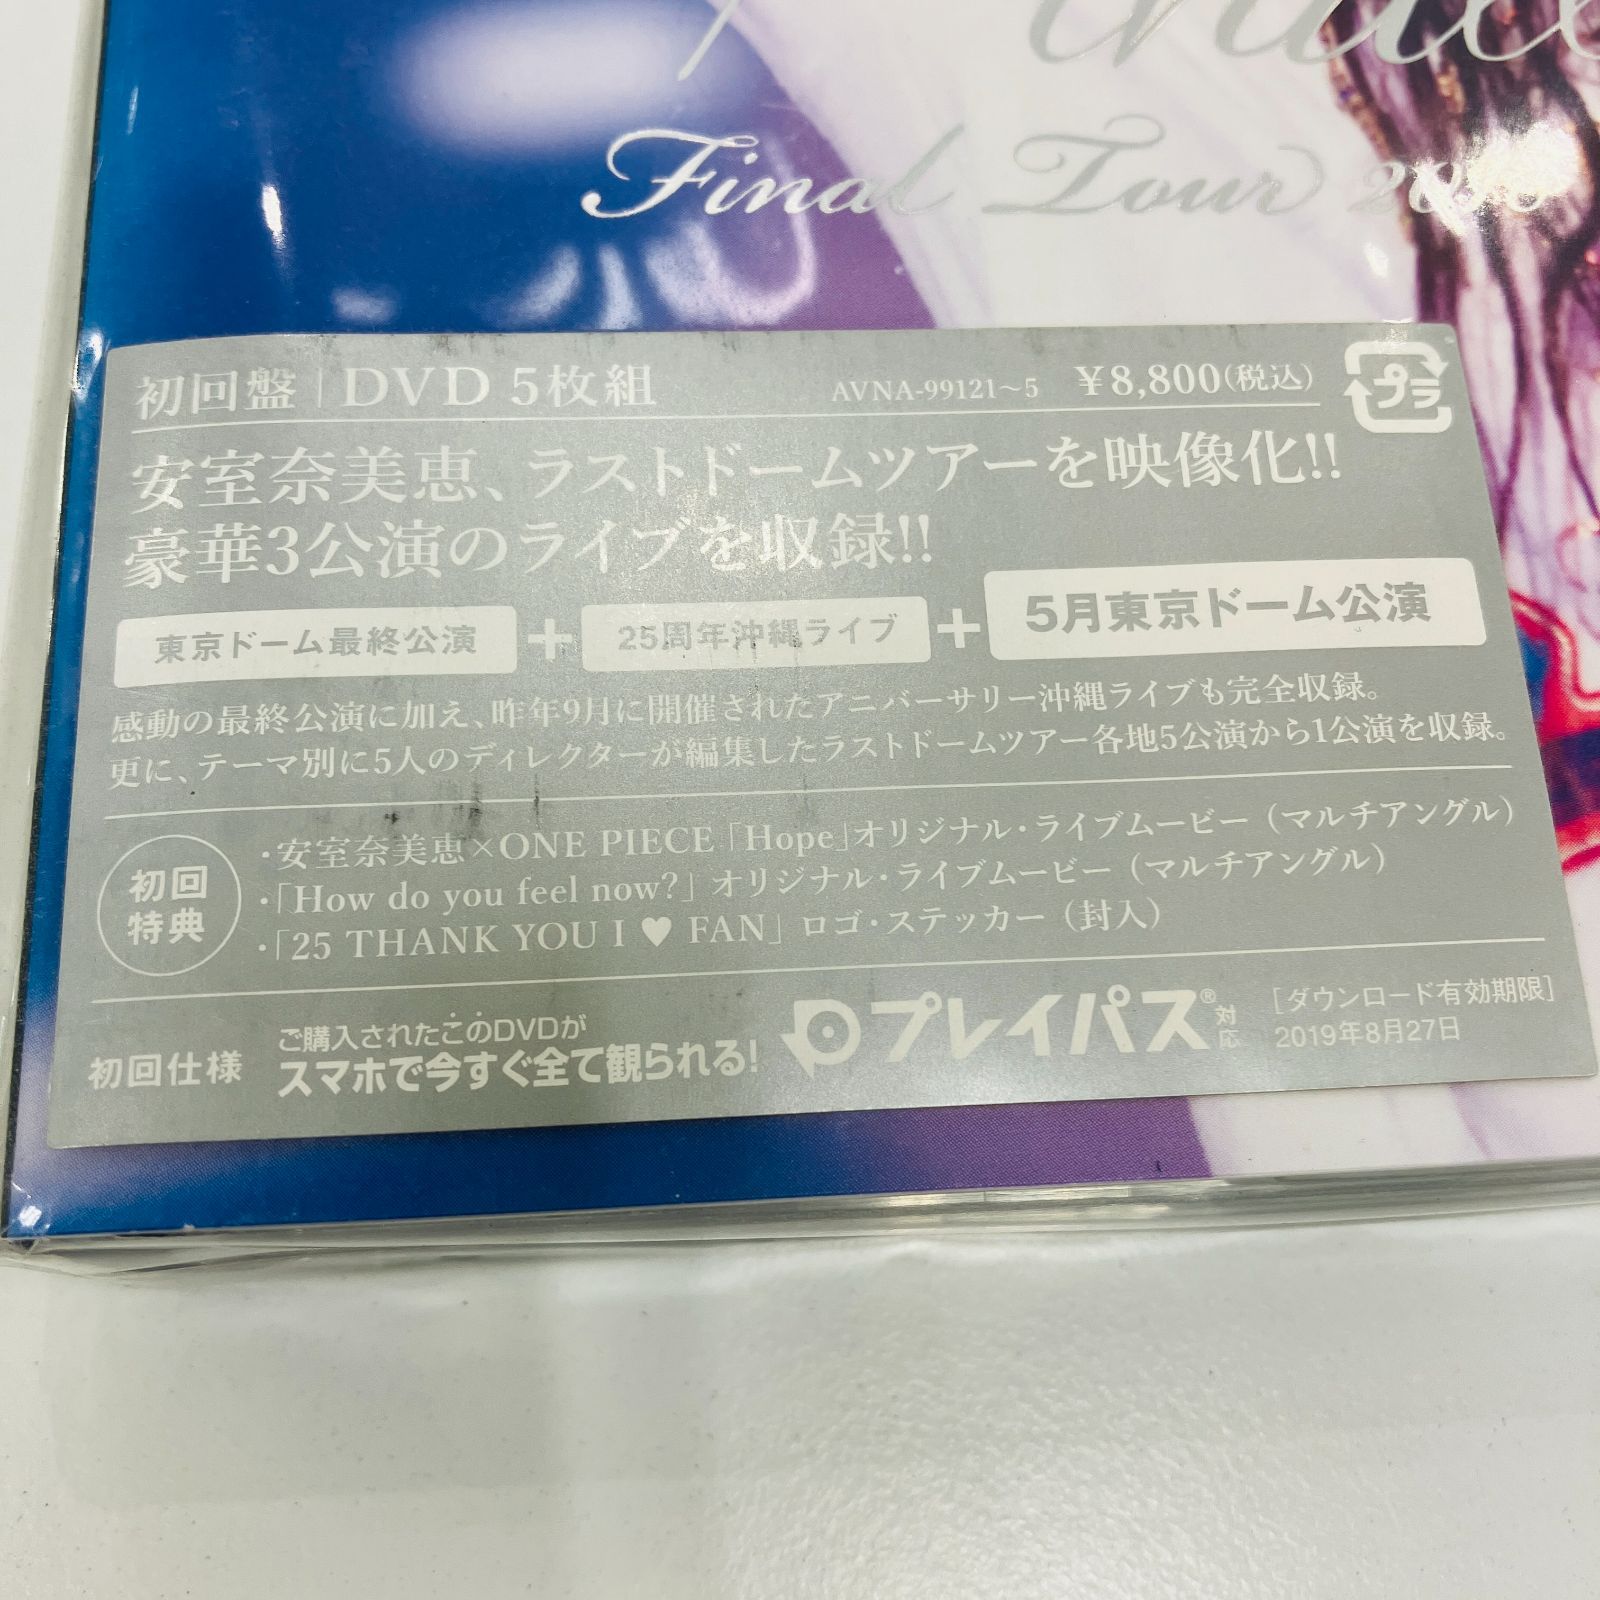 Final Tour 2018
初回盤｜DVD 5枚組
AVNA-99121～5
￥8,800(税込)
プラ
安室奈美恵、ラストドームツアーを映像化!!
豪華3公演のライブを収録!!
東京ドーム最終公演 + 25周年沖縄ライブ + 5月東京ドーム公演
感動の最終公演に加え、昨年9月に開催されたアニバーサリー沖縄ライブも完全収録。
更に、テーマ別に5人のディレクターが編集したラストドームツアー各地5公演から1公演を収録。
初回
特典
・安室奈美恵×ONE PIECE「Hope」オリジナル・ライブムービー（マルチアングル）
・「How do you feel now?」オリジナル・ライブムービー（マルチアングル）
・「25 THANK YOU I ♥ FAN」ロゴ・ステッカー（封入）
初回仕様
ご購入されたこのDVDが
スマホで今すぐ全て観られる!
プレイパス® 対応
［ダウンロード有効期限］
2019年8月27日